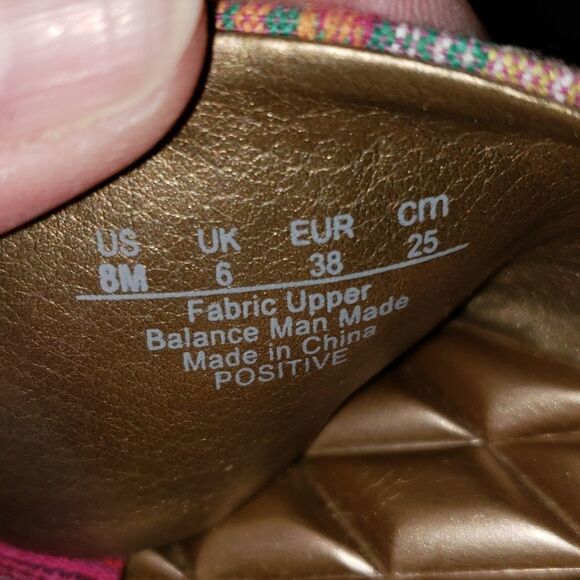 US UK EUR cm
8M 6 38 25
Fabric Upper
Balance Man Made
Made in China
POSITIVE